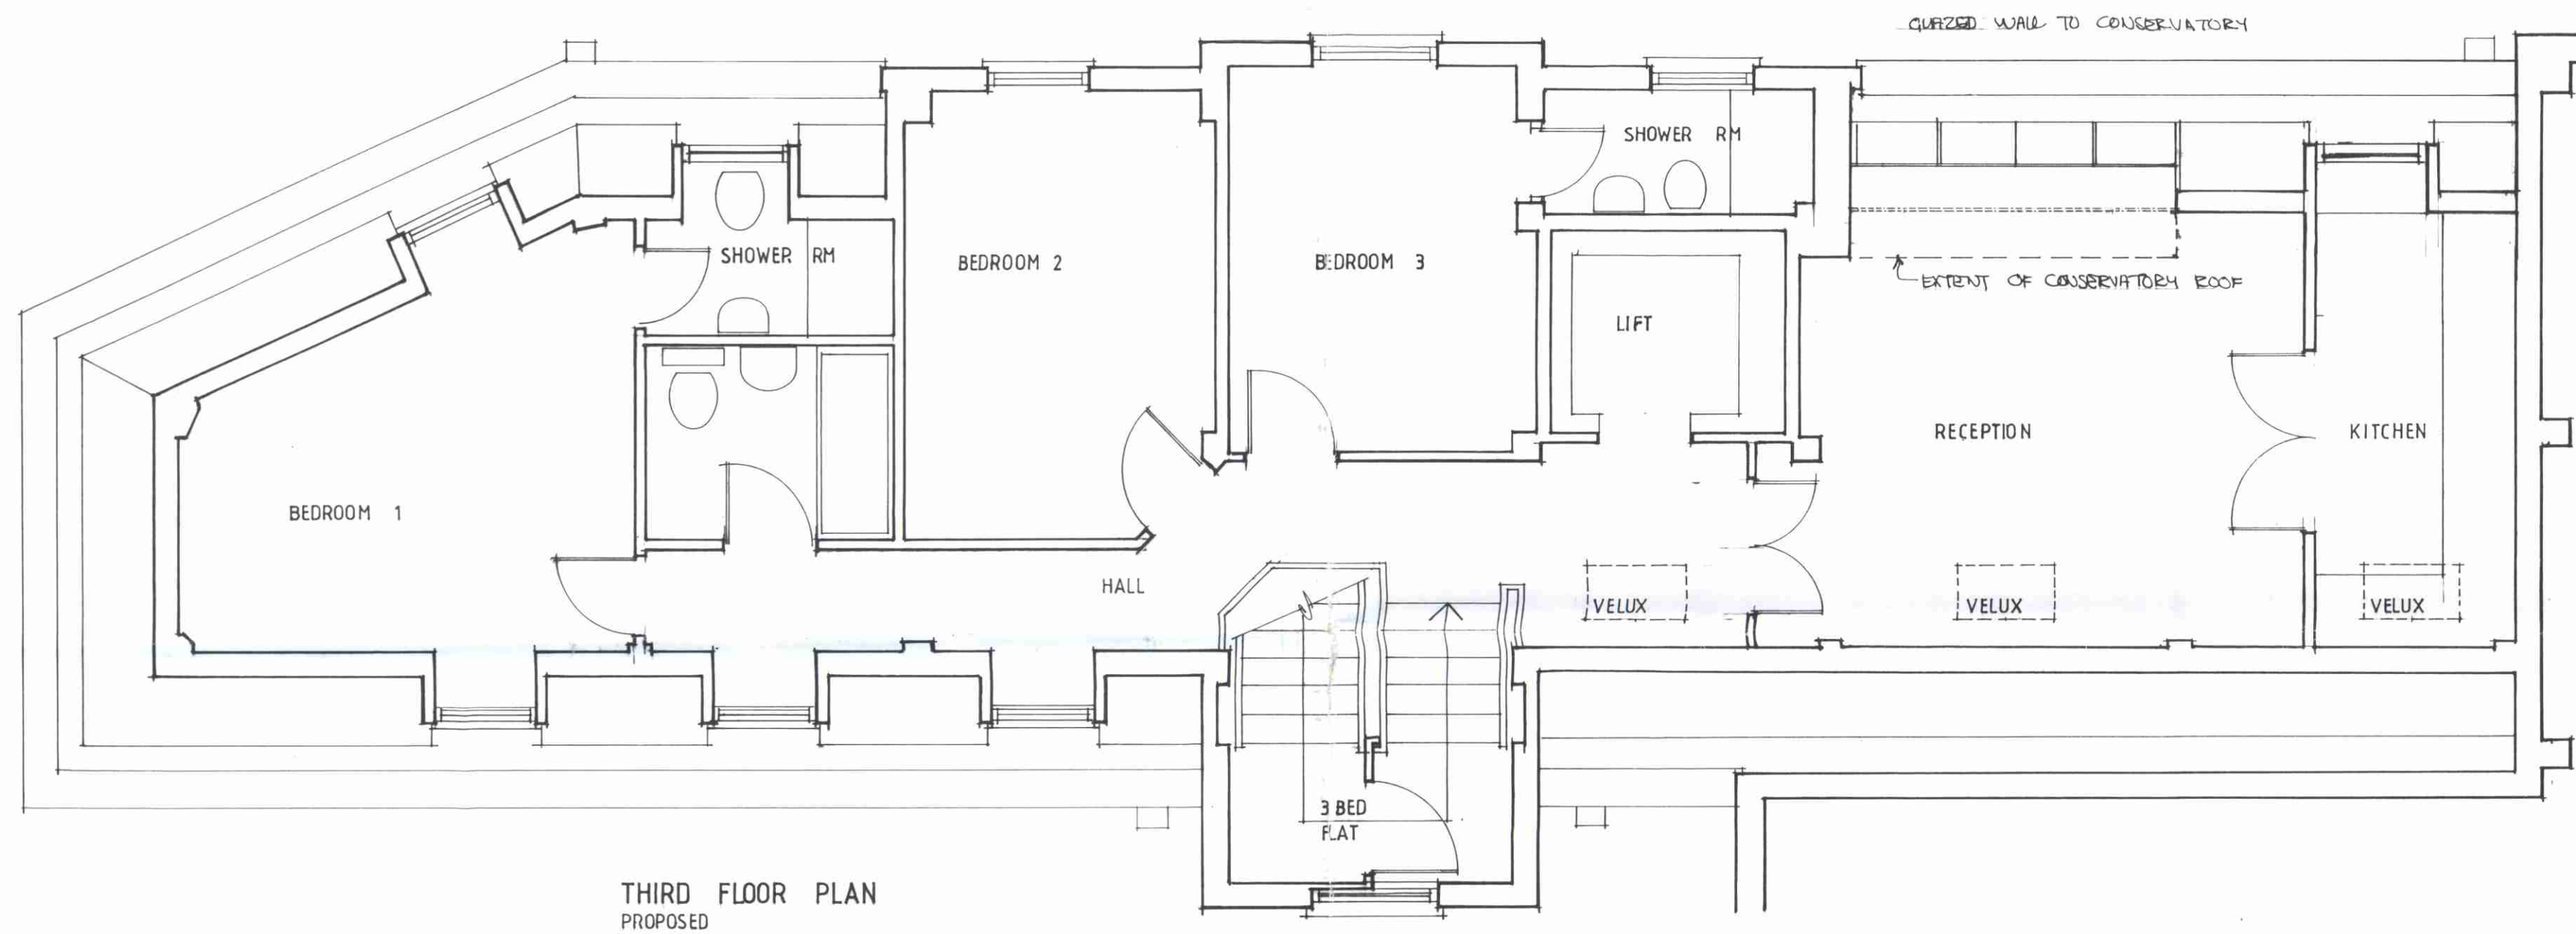 GLAZED WALL TO CONSERVATORY
SHOWER RM
SHOWER RM
BEDROOM 2
BEDROOM 3
EXTENT OF CONSERVATORY ROOF
LIFT
RECEPTION
KITCHEN
BEDROOM 1
HALL
VELUX
VELUX
VELUX
3 BED
FLAT
THIRD FLOOR PLAN
PROPOSED